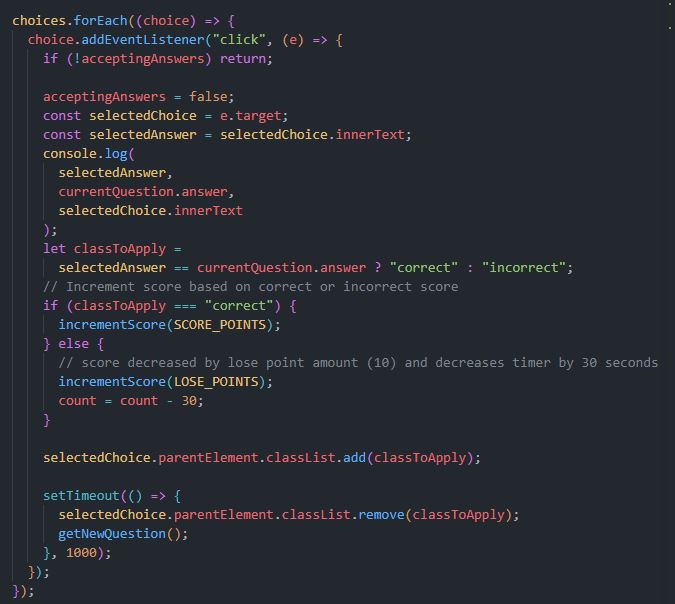 choices.forEach((choice) => {
  choice.addEventListener("click", (e) => {
    if (!acceptingAnswers) return;

    acceptingAnswers = false;
    const selectedChoice = e.target;
    const selectedAnswer = selectedChoice.innerText;
    console.log(
      selectedAnswer,
      currentQuestion.answer,
      selectedChoice.innerText
    );
    let classToApply =
      selectedAnswer == currentQuestion.answer ? "correct" : "incorrect";
    // Increment score based on correct or incorrect score
    if (classToApply === "correct") {
      incrementScore(SCORE_POINTS);
    } else {
      // score decreased by lose point amount (10) and decreases timer by 30 seconds
      incrementScore(LOSE_POINTS);
      count = count - 30;
    }

    selectedChoice.parentElement.classList.add(classToApply);

    setTimeout(() => {
      selectedChoice.parentElement.classList.remove(classToApply);
      getNewQuestion();
    }, 1000);
  });
});